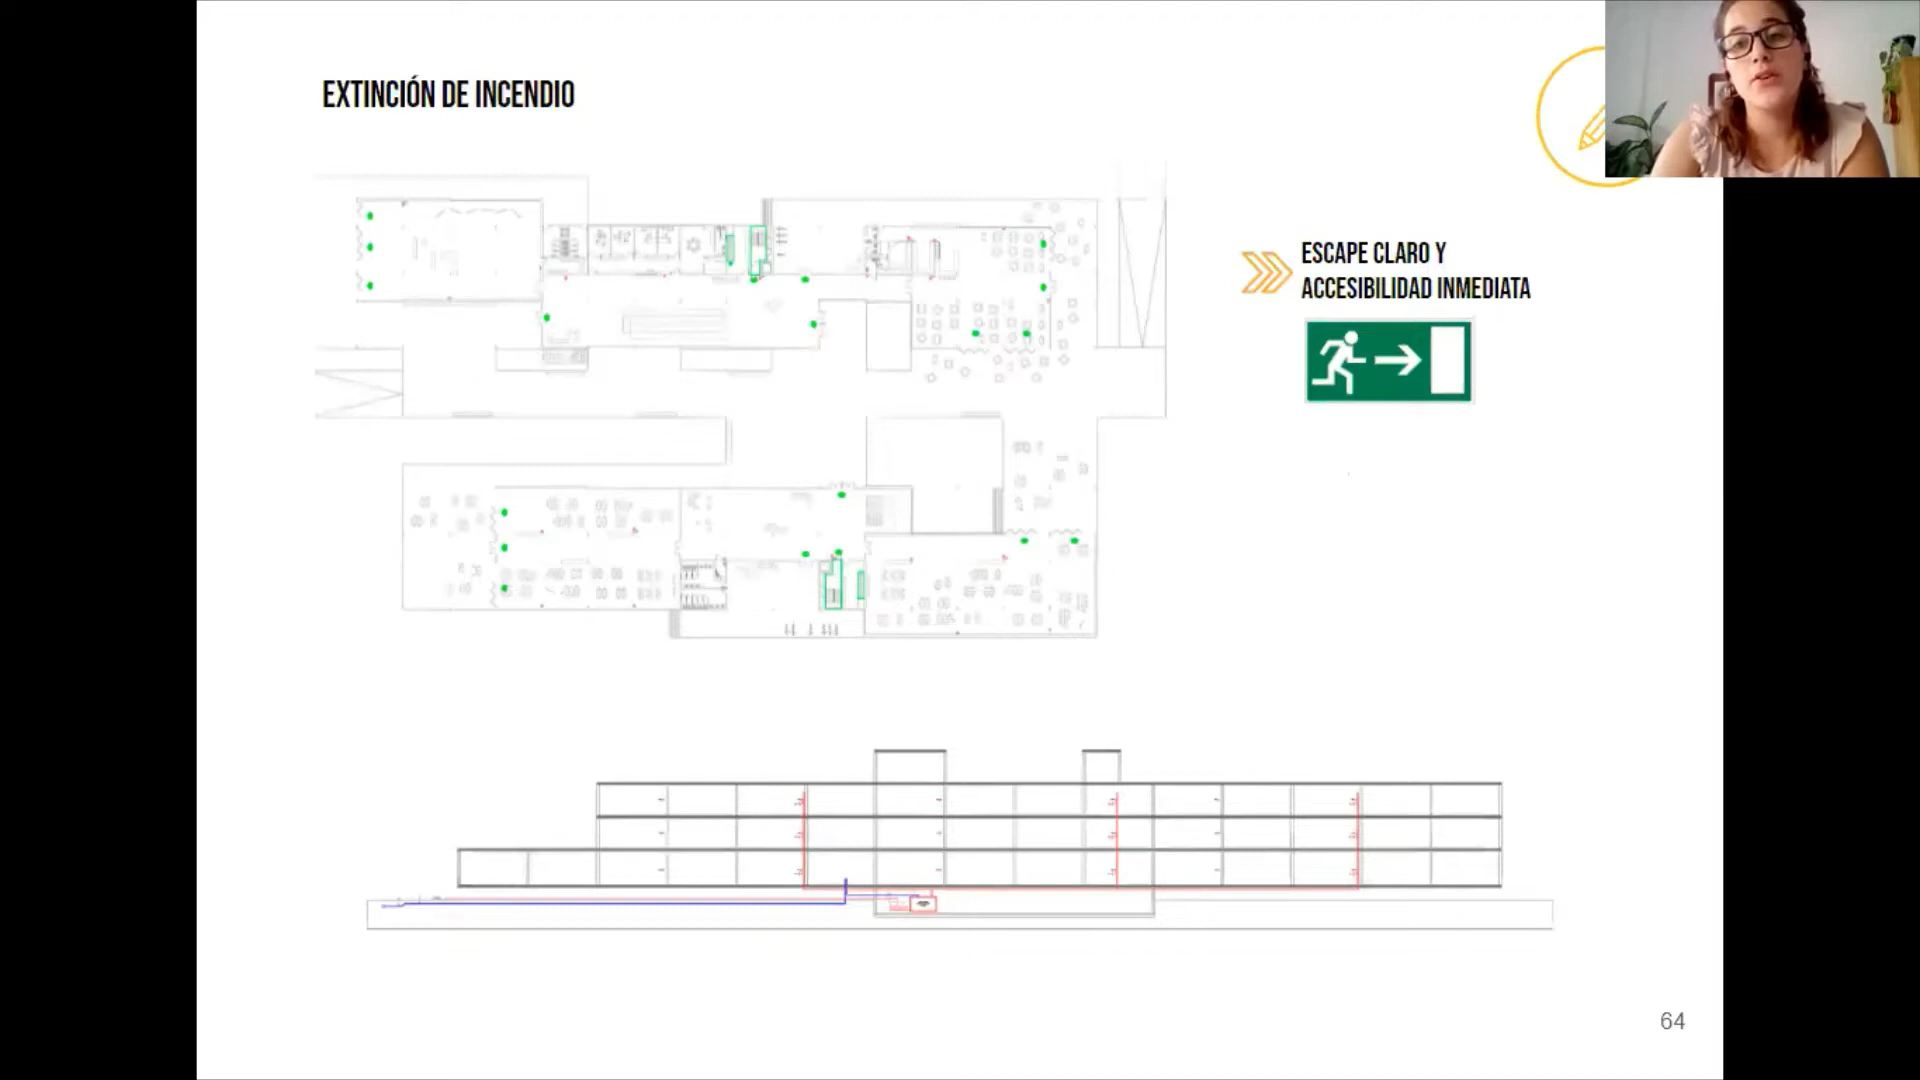 EXTINCIÓN DE INCENDIO
ESCAPE CLARO Y
ACCESIBILIDAD INMEDIATA
64